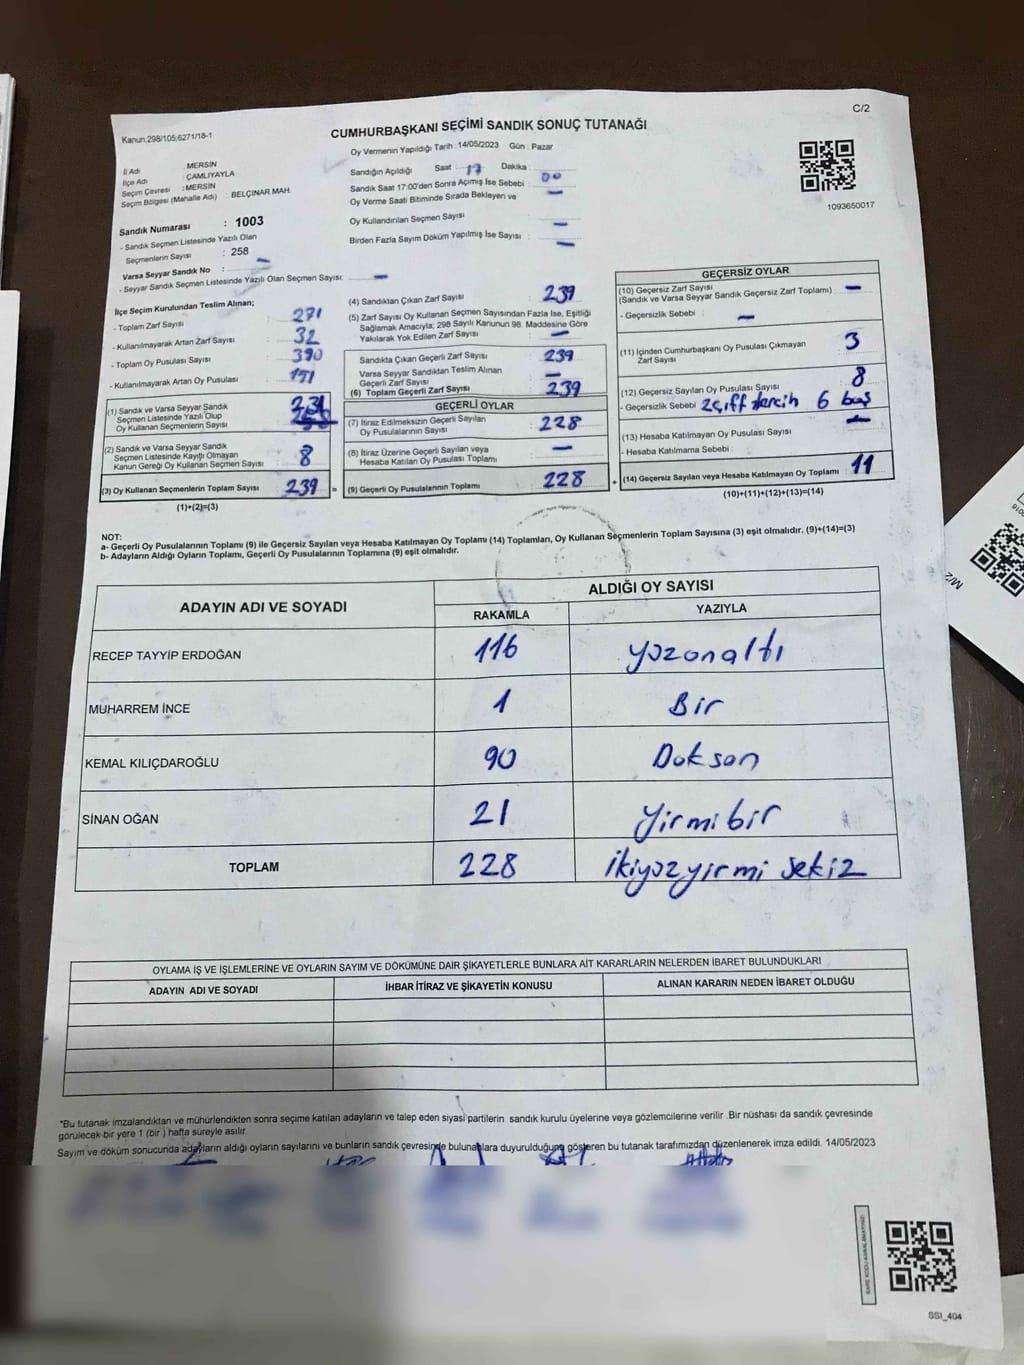 C/2
Kanun.298/105;6271/18-1
CUMHURBAŞKANI SEÇİMİ SANDIK SONUÇ TUTANAĞI
Oy Vermenin Yapıldığı Tarih : 14/05/2023 Gün : Pazar
İl Adı : MERSİN
İlçe Adı : ÇAMLIYAYLA
Seçim Çevresi : MERSİN
Seçim Bölgesi (Mahalle Adı) : BELÇINAR MAH.
Sandığın Açıldığı Saat : 17 Dakika : 00
Sandık Saat 17:00'den Sonra Açılmış İse Sebebi : —
Oy Verme Saati Bitiminde Sırada Bekleyen ve
Oy Kullandırılan Seçmen Sayısı —
Birden Fazla Sayım Döküm Yapılmış İse Sayısı : —
1093650017
Sandık Numarası : 1003
- Sandık Seçmen Listesinde Yazılı Olan
Seçmenlerin Sayısı : 258
Varsa Seyyar Sandık No : —
- Seyyar Sandık Seçmen Listesinde Yazılı Olan Seçmen Sayısı: —
İlçe Seçim Kurulundan Teslim Alınan;
- Toplam Zarf Sayısı : 271
- Kullanılmayarak Artan Zarf Sayısı : 32
- Toplam Oy Pusulası Sayısı : 390
- Kullanılmayarak Artan Oy Pusulası : 151
(1) Sandık ve Varsa Seyyar Sandık
Seçmen Listesinde Yazılı Olup
Oy Kullanan Seçmenlerin Sayısı 231
(2) Sandık ve Varsa Seyyar Sandık
Seçmen Listesinde Kayıtlı Olmayan
Kanun Gereği Oy Kullanan Seçmen Sayısı 8
(3) Oy Kullanan Seçmenlerin Toplam Sayısı 239 =
(1)+(2)=(3)
(4) Sandıktan Çıkan Zarf Sayısı 239
(5) Zarf Sayısı Oy Kullanan Seçmen Sayısından Fazla İse, Eşitliği
Sağlamak Amacıyla; 298 Sayılı Kanunun 98. Maddesine Göre
Yakılarak Yok Edilen Zarf Sayısı : —
Sandıkta Çıkan Geçerli Zarf Sayısı 239
Varsa Seyyar Sandıktan Teslim Alınan
Geçerli Zarf Sayısı —
(6) Toplam Geçerli Zarf Sayısı 239
GEÇERLİ OYLAR
(7) İtiraz Edilmeksizin Geçerli Sayılan
Oy Pusulalarının Sayısı 228
(8) İtiraz Üzerine Geçerli Sayılan veya
Hesaba Katılan Oy Pusulası Toplamı —
(9) Geçerli Oy Pusulalarının Toplamı 228 +
GEÇERSİZ OYLAR
(10) Geçersiz Zarf Sayısı
(Sandık ve Varsa Seyyar Sandık Geçersiz Zarf Toplamı) —
- Geçersizlik Sebebi : —
(11) İçinden Cumhurbaşkanı Oy Pusulası Çıkmayan
Zarf Sayısı 3
(12) Geçersiz Sayılan Oy Pusulası Sayısı 8
- Geçersizlik Sebebi 2çift tercih 6 boş
(13) Hesaba Katılmayan Oy Pusulası Sayısı —
- Hesaba Katılmama Sebebi :
(14) Geçersiz Sayılan veya Hesaba Katılmayan Oy Toplamı 11
(10)+(11)+(12)+(13)=(14)
NOT:
a- Geçerli Oy Pusulalarının Toplamı (9) ile Geçersiz Sayılan veya Hesaba Katılmayan Oy Toplamı (14) Toplamları, Oy Kullanan Seçmenlerin Toplam Sayısına (3) eşit olmalıdır. (9)+(14)=(3)
b- Adayların Aldığı Oyların Toplamı, Geçerli Oy Pusulalarının Toplamına (9) eşit olmalıdır.
ADAYIN ADI VE SOYADI ALDIĞI OY SAYISI
RAKAMLA YAZIYLA
RECEP TAYYİP ERDOĞAN 116 yüzonaltı
MUHARREM İNCE 1 Bir
KEMAL KILIÇDAROĞLU 90 Doksan
SİNAN OĞAN 21 Yirmibir
TOPLAM 228 ikiyüzyirmi sekiz
OYLAMA İŞ VE İŞLEMLERİNE VE OYLARIN SAYIM VE DÖKÜMÜNE DAİR ŞİKAYETLERLE BUNLARA AİT KARARLARIN NELERDEN İBARET BULUNDUKLARI
ADAYIN ADI VE SOYADI İHBAR İTİRAZ VE ŞİKAYETİN KONUSU ALINAN KARARIN NEDEN İBARET OLDUĞU
*Bu tutanak imzalandıktan ve mühürlendikten sonra seçime katılan adayların ve talep eden siyasi partilerin sandık kurulu üyelerine veya gözlemcilerine verilir .Bir nüshası da sandık çevresinde
görülecek bir yere 1 (bir ) hafta süreyle asılır.
Sayım ve döküm sonucunda adayların aldığı oyların sayılarını ve bunların sandık çevresinde bulunanlara duyurulduğunu gösteren bu tutanak tarafımızdan düzenlenerek imza edildi. 14/05/2023
SSİ_404
M/2